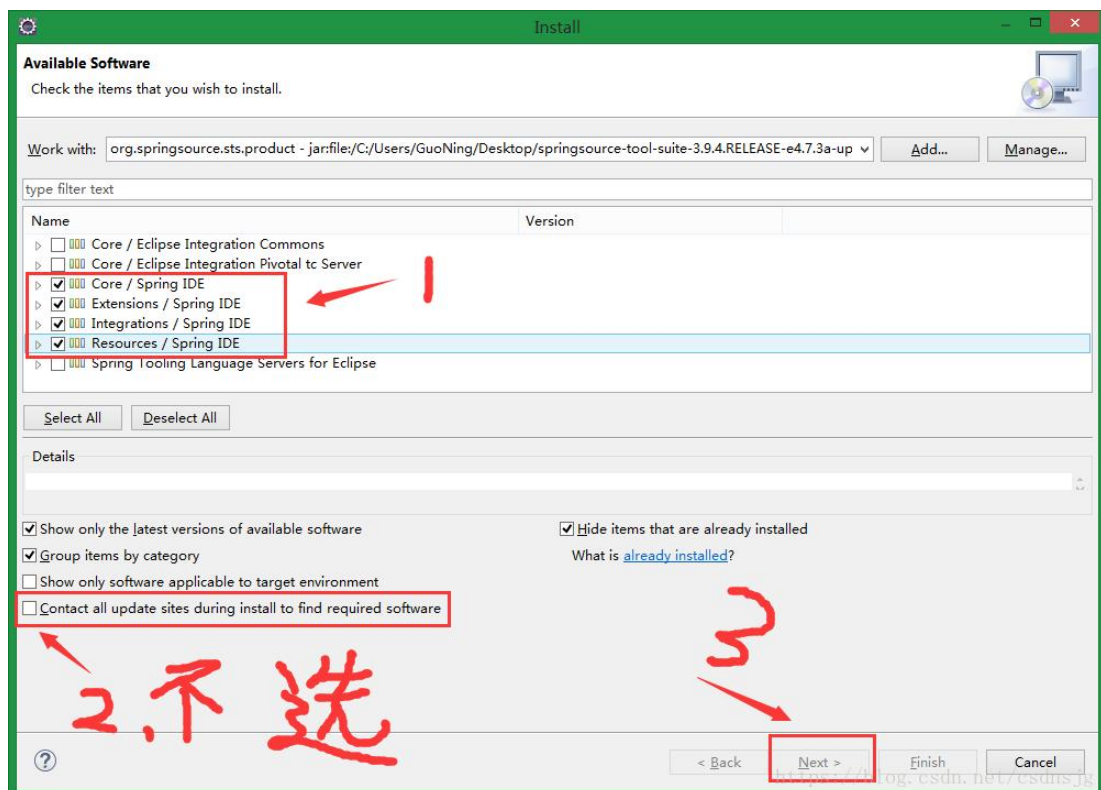 Install
Available Software
Check the items that you wish to install.
Work with: org.springsource.sts.product - jar:file:/C:/Users/GuoNing/Desktop/springsource-tool-suite-3.9.4.RELEASE-e4.7.3a-up Add... Manage...
type filter text
Name Version
Core / Eclipse Integration Commons
Core / Eclipse Integration Pivotal tc Server
Core / Spring IDE
1
Extensions / Spring IDE
Integrations / Spring IDE
Resources / Spring IDE
Spring Tooling Language Servers for Eclipse
Select All Deselect All
Details
Show only the latest versions of available software Hide items that are already installed
Group items by category What is already installed?
Show only software applicable to target environment
Contact all update sites during install to find required software
3
2、不选
? < Back Next > Finish Cancel
https://blog.csdn.net/csdnsjg